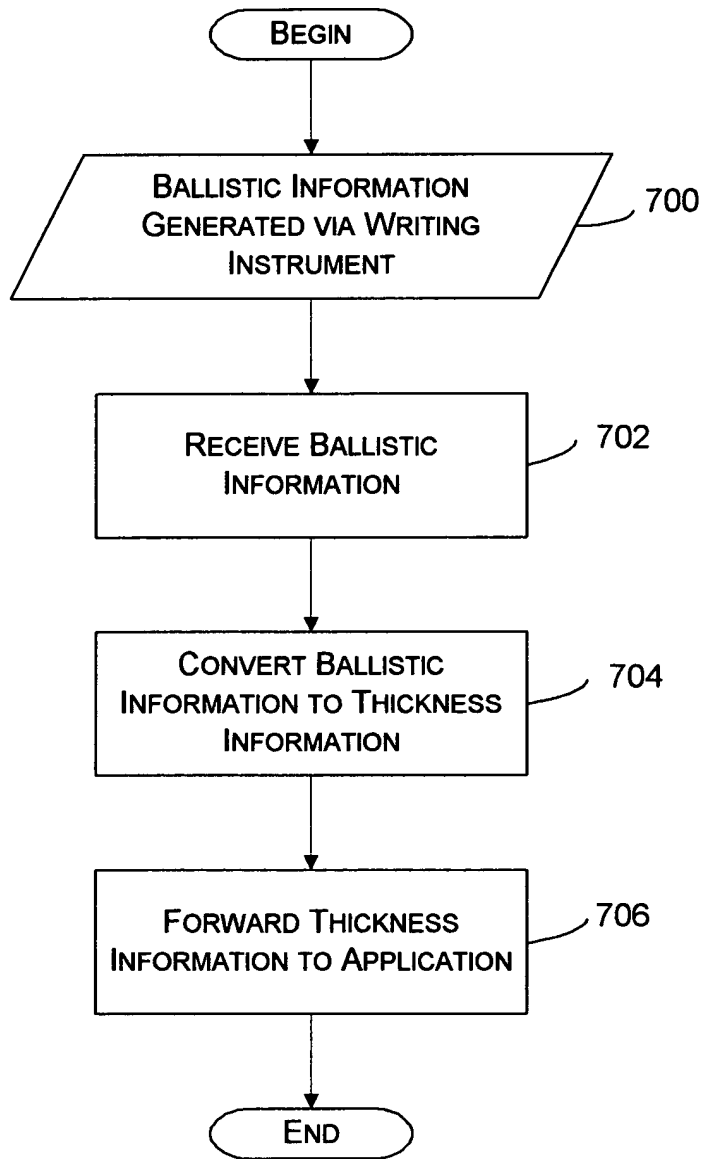 BEGIN
BALLISTIC INFORMATION
GENERATED VIA WRITING
INSTRUMENT
700
RECEIVE BALLISTIC
INFORMATION
702
CONVERT BALLISTIC
INFORMATION TO THICKNESS
INFORMATION
704
FORWARD THICKNESS
INFORMATION TO APPLICATION
706
END